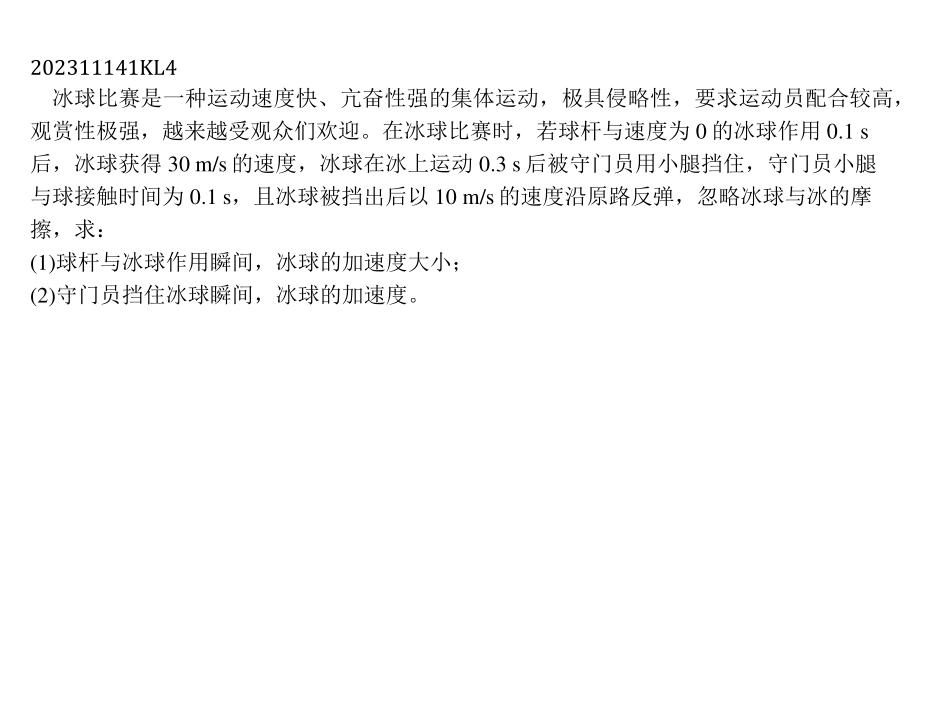 202311141KL4
冰球比赛是一种运动速度快、亢奋性强的集体运动，极具侵略性，要求运动员配合较高，
观赏性极强，越来越受观众们欢迎。在冰球比赛时，若球杆与速度为 0 的冰球作用 0.1 s
后，冰球获得 30 m/s 的速度，冰球在冰上运动 0.3 s 后被守门员用小腿挡住，守门员小腿
与球接触时间为 0.1 s，且冰球被挡出后以 10 m/s 的速度沿原路反弹，忽略冰球与冰的摩
擦，求：
(1)球杆与冰球作用瞬间，冰球的加速度大小；
(2)守门员挡住冰球瞬间，冰球的加速度。